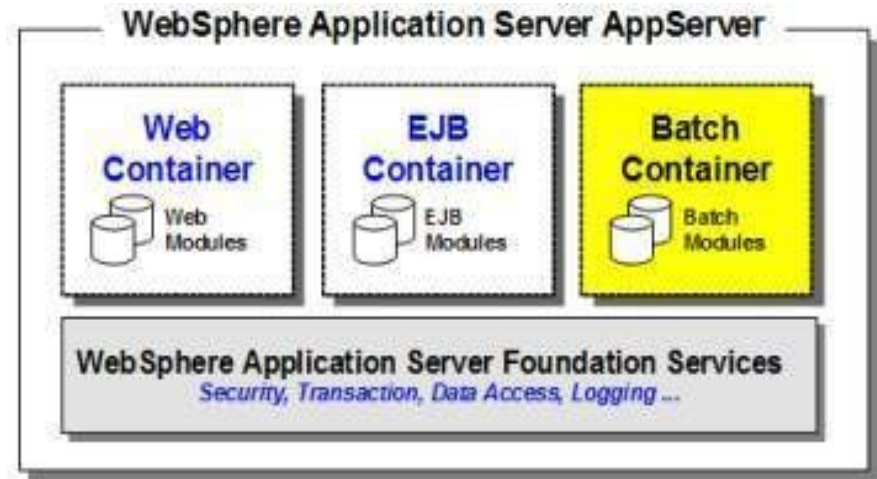 WebSphere Application Server AppServer
Web
Container
Web
Modules
EJB
Container
EJB
Modules
Batch
Container
Batch
Modules
WebSphere Application Server Foundation Services
Security, Transaction, Data Access, Logging ...